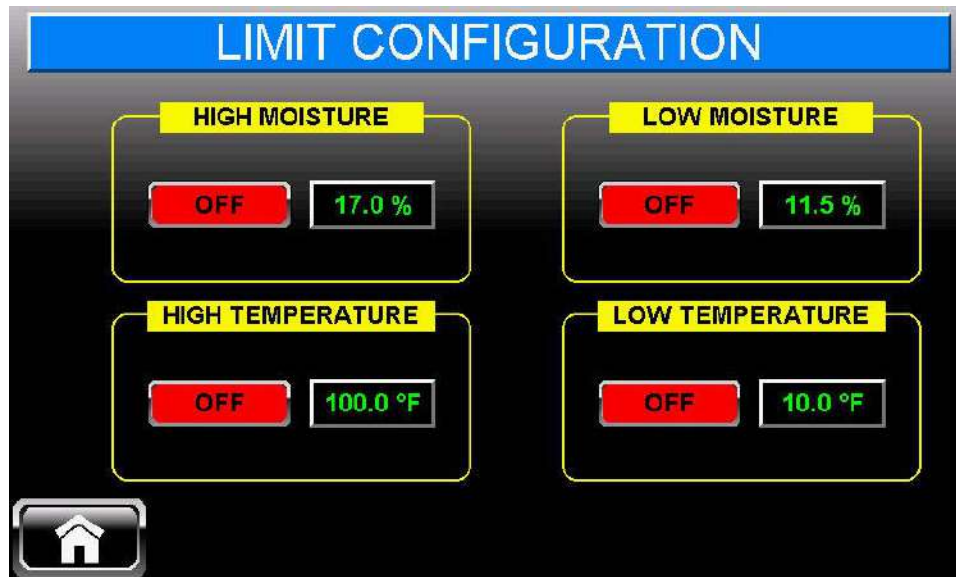 LIMIT CONFIGURATION
HIGH MOISTURE
OFF
17.0 %
LOW MOISTURE
OFF
11.5 %
HIGH TEMPERATURE
OFF
100.0 °F
LOW TEMPERATURE
OFF
10.0 °F